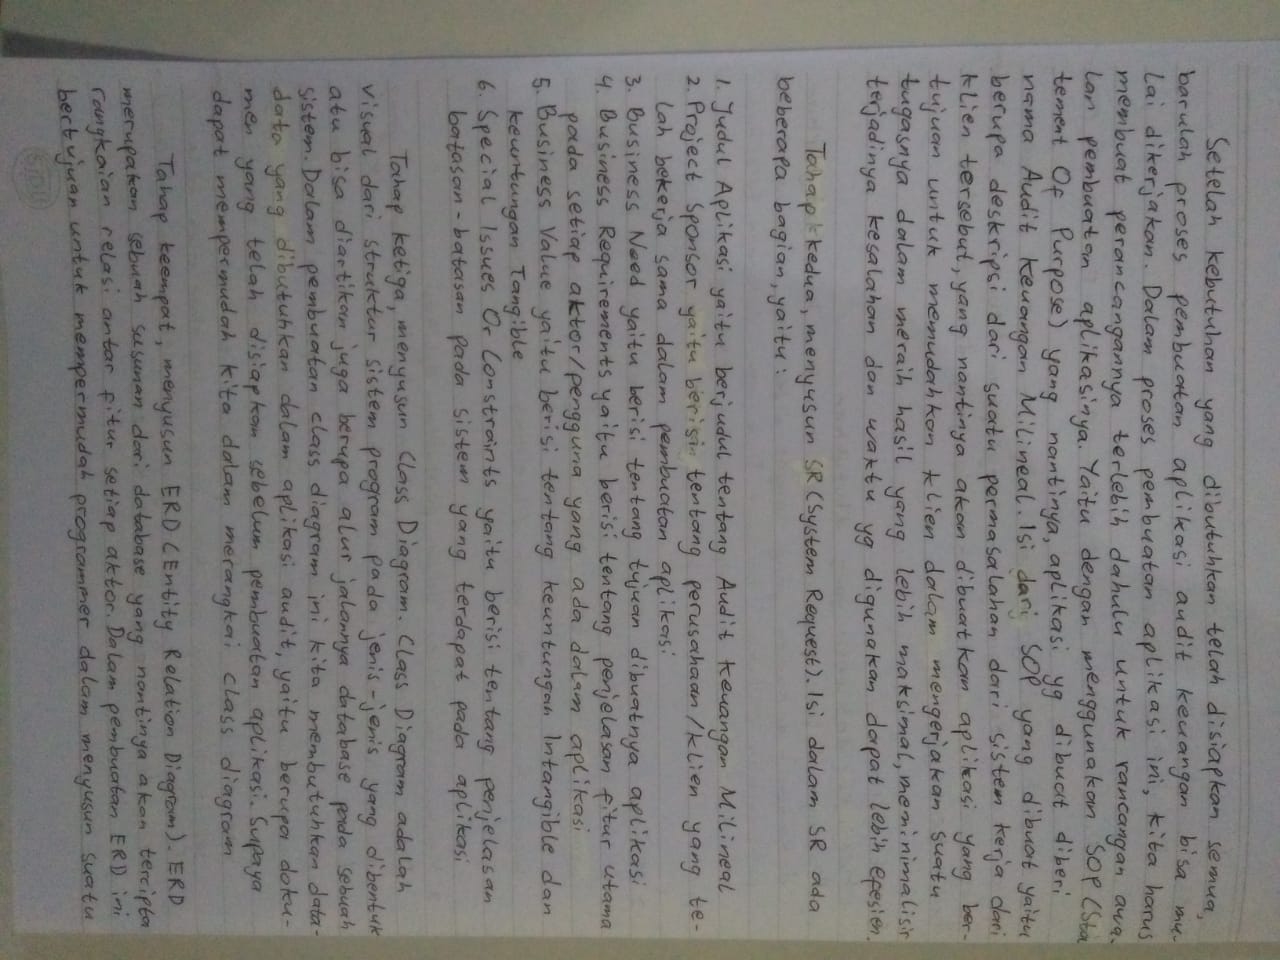 Setelah kebutuhan yang dibutuhkan telah disiapkan semua,
barulah proses pembuatan aplikasi audit keuangan bisa mu-
lai dikerjakan. Dalam proses pembuatan aplikasi ini, kita harus
membuat perancangannya terlebih dahulu untuk rancangan awa-
lan pembuatan aplikasinya. Yaitu dengan menggunakan SOP (Sta
tement Of Purpose) yang nantinya, aplikasi yg dibuat diberi
nama Audit Keuangan Milineal. Isi dari SOP yang dibuat yaitu
berupa deskripsi dari suatu permasalahan dari sistem kerja dari
klien tersebut, yang nantinya akan dibuatkan aplikasi yang ber-
tujuan untuk memudahkan klien dalam mengerjakan suatu
tugasnya dalam meraih hasil yang lebih maksimal, meminimalisir
terjadinya kesalahan dan waktu yg digunakan dapat lebih efesien.
Tahap kedua, menyusun SR (System Request). Isi dalam SR ada
beberapa bagian, yaitu :
1. Judul Aplikasi yaitu berjudul tentang Audit Keuangan Milineal
2. Project Sponsor yaitu berisin tentang perusahaan/klien yang te-
lah bekerja sama dalam pembuatan aplikasi
3. Business Need yaitu berisi tentang tujuan dibuatnya aplikasi
4. Business Requirements yaitu berisi tentang penjelasan fitur utama
pada setiap aktor/pengguna yang ada dalam aplikasi
5. Business Value yaitu berisi tentang keuntungan Intangible dan
keuntungan Tangible
6. Special Issues Or Constraints yaitu berisi tentang penjelasan
batasan-batasan pada sistem yang terdapat pada aplikasi
Tahap ketiga, menyusun Class Diagram. Class Diagram adalah
visual dari struktur sistem program pada jenis-jenis yang dibentuk
atau bisa diartikan juga berupa alur jalannya database pada sebuah
sistem. Dalam pembuatan class diagram ini kita membutuhkan data-
data yang dibutuhkan dalam aplikasi audit, yaitu berupa doku-
men yang telah disiapkan sebelum pembuatan aplikasi. Supaya
dapat mempermudah kita dalam merangkai class diagram
Tahap keempat, menyusun ERD (Entity Relation Diagram). ERD
merupakan sebuah susunan dari database yang nantinya akan tercipta
rangkaian relasi antar fitur setiap aktor. Dalam pembuatan ERD ini
bertujuan untuk mempermudah programmer dalam menyusun suatu